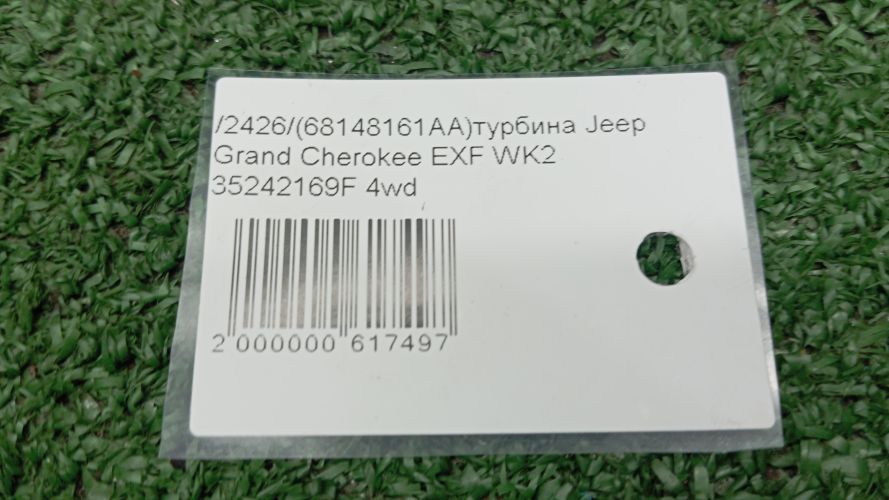 /2426/(68148161AA)турбина Jeep
Grand Cherokee EXF WK2
35242169F 4wd
2 000000 617497